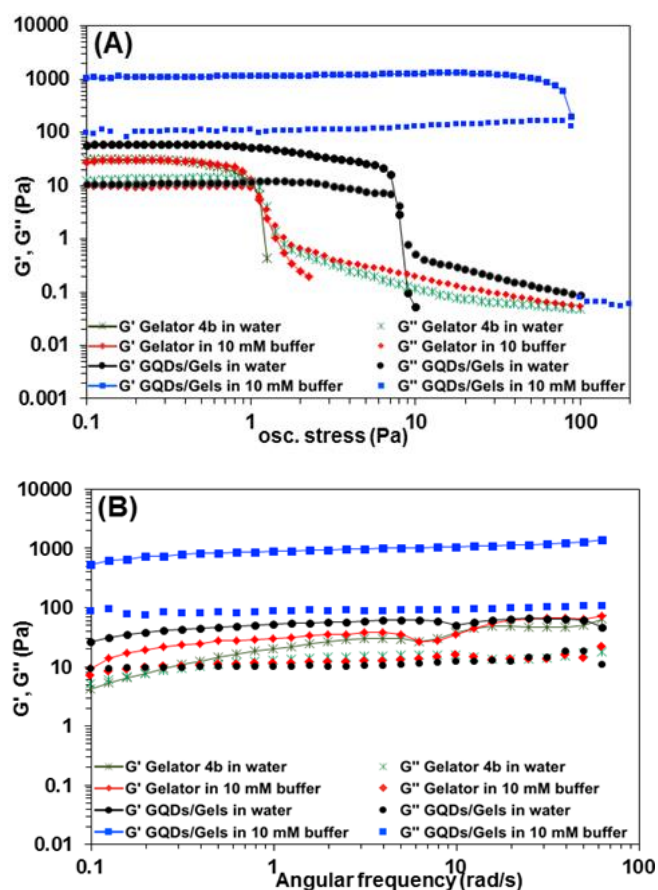 (A)
10000
1000
100
10
1
0.1
0.01
0.001
G', G'' (Pa)
G' Gelator 4b in water
G'' Gelator 4b in water
G' Gelator in 10 mM buffer
G'' Gelator in 10 buffer
G' GQDs/Gels in water
G'' GQDs/Gels in water
G' GQDs/Gels in 10 mM buffer
G'' GQDs/Gels in 10 mM buffer
0.1 1 10 100
osc. stress (Pa)
(B)
10000
1000
100
10
1
0.1
0.01
G', G'' (Pa)
G' Gelator 4b in water
G'' Gelator 4b in water
G' Gelator in 10 mM buffer
G'' Gelator in 10 mM buffer
G' GQDs/Gels in water
G'' GQDs/Gels in water
G' GQDs/Gels in 10 mM buffer
G'' GQDs/Gels in 10 mM buffer
0.1 1 10 100
Angular frequency (rad/s)